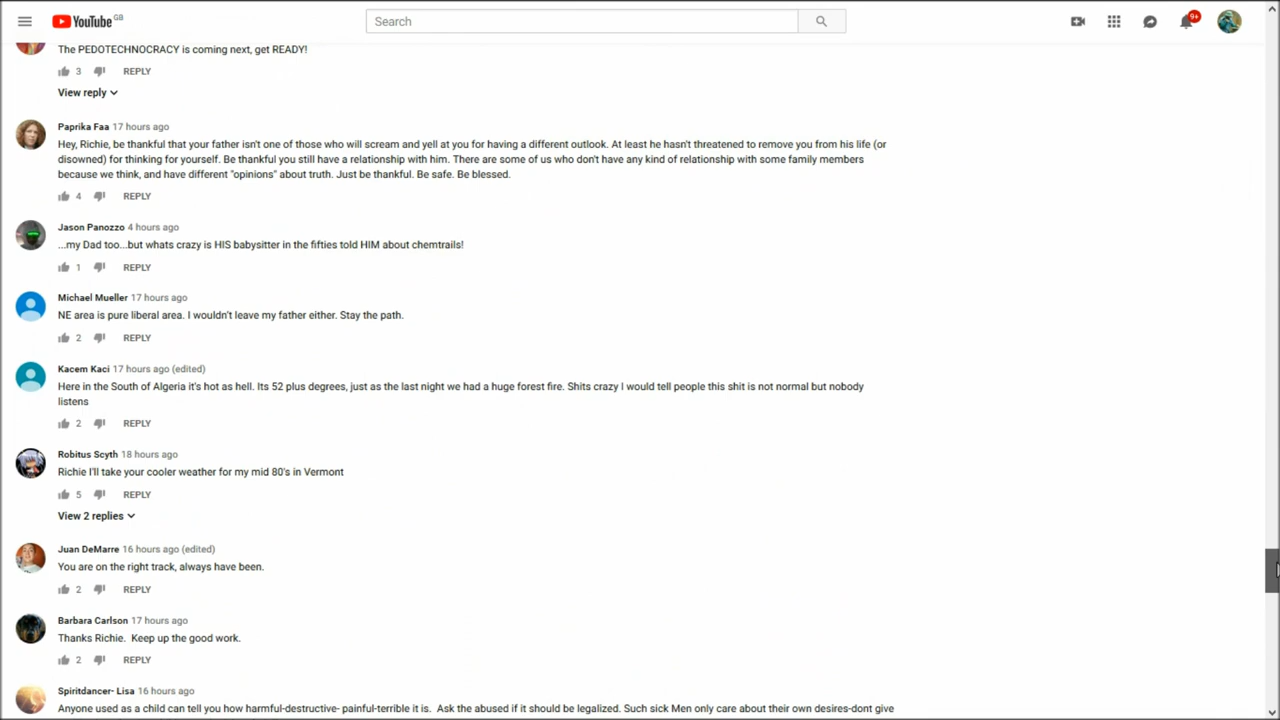 YouTube GB
Search
9+
The PEDOTECHNOCRACY is coming next, get READY!
3 REPLY
View reply
Paprika Faa 17 hours ago
Hey, Richie, be thankful that your father isn't one of those who will scream and yell at you for having a different outlook. At least he hasn't threatened to remove you from his life (or
disowned) for thinking for yourself. Be thankful you still have a relationship with him. There are some of us who don't have any kind of relationship with some family members
because we think, and have different "opinions" about truth. Just be thankful. Be safe. Be blessed.
4 REPLY
Jason Panozzo 4 hours ago
...my Dad too...but whats crazy is HIS babysitter in the fifties told HIM about chemtrails!
1 REPLY
Michael Mueller 17 hours ago
NE area is pure liberal area. I wouldn't leave my father either. Stay the path.
2 REPLY
Kacem Kaci 17 hours ago (edited)
Here in the South of Algeria it's hot as hell. Its 52 plus degrees, just as the last night we had a huge forest fire. Shits crazy I would tell people this shit is not normal but nobody
listens
2 REPLY
Robitus Scyth 18 hours ago
Richie I'll take your cooler weather for my mid 80's in Vermont
5 REPLY
View 2 replies
Juan DeMarre 16 hours ago (edited)
You are on the right track, always have been.
2 REPLY
Barbara Carlson 17 hours ago
Thanks Richie. Keep up the good work.
2 REPLY
Spiritdancer- Lisa 16 hours ago
Anyone used as a child can tell you how harmful-destructive- painful-terrible it is. Ask the abused if it should be legalized. Such sick Men only care about their own desires-dont give